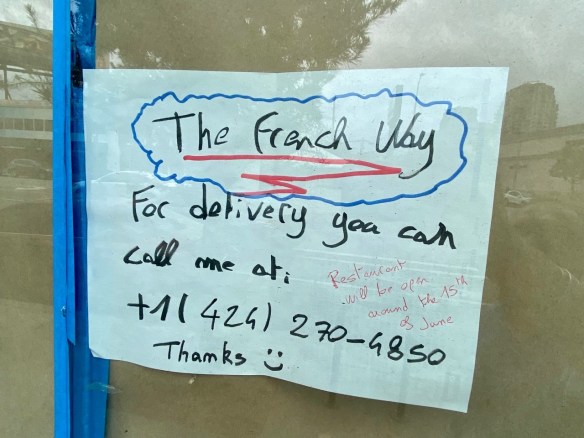 The French Way
For delivery you can
call me at:
+1 (424) 270-4850
Thanks
Restaurant
will be open
around the 15th
of June